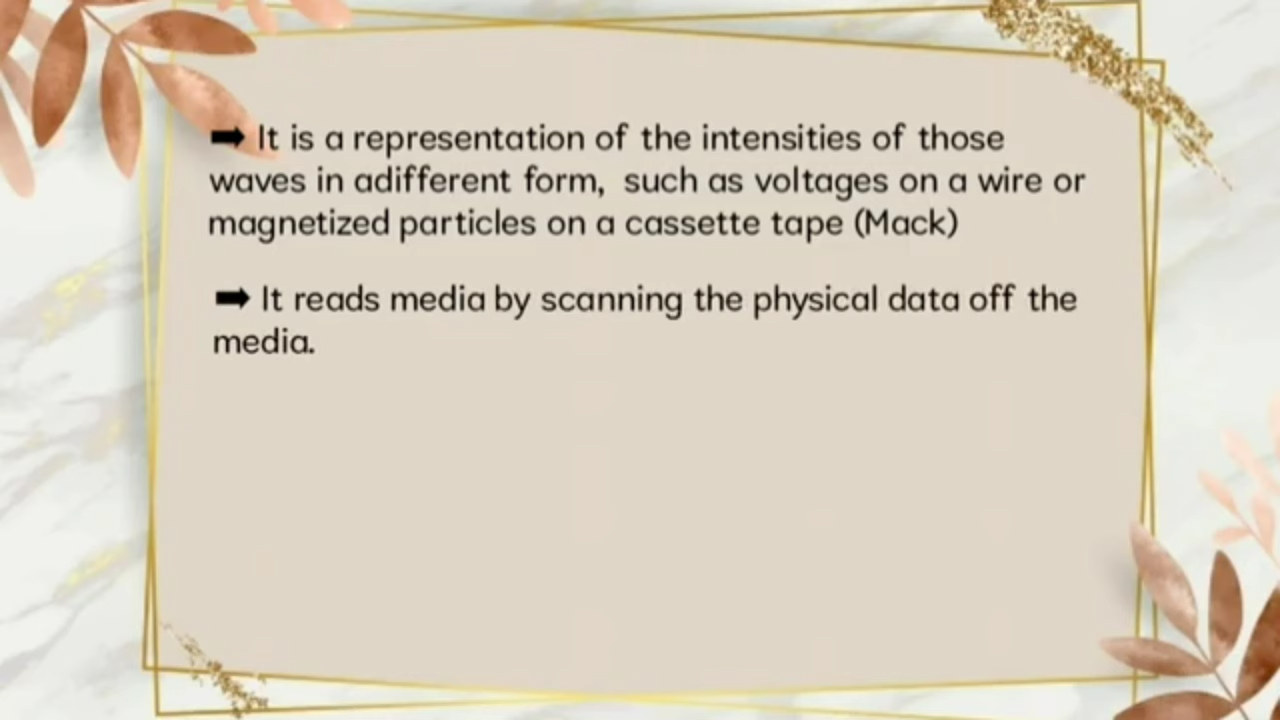 ➡ It is a representation of the intensities of those
waves in adifferent form, such as voltages on a wire or
magnetized particles on a cassette tape (Mack)
➡ It reads media by scanning the physical data off the
media.